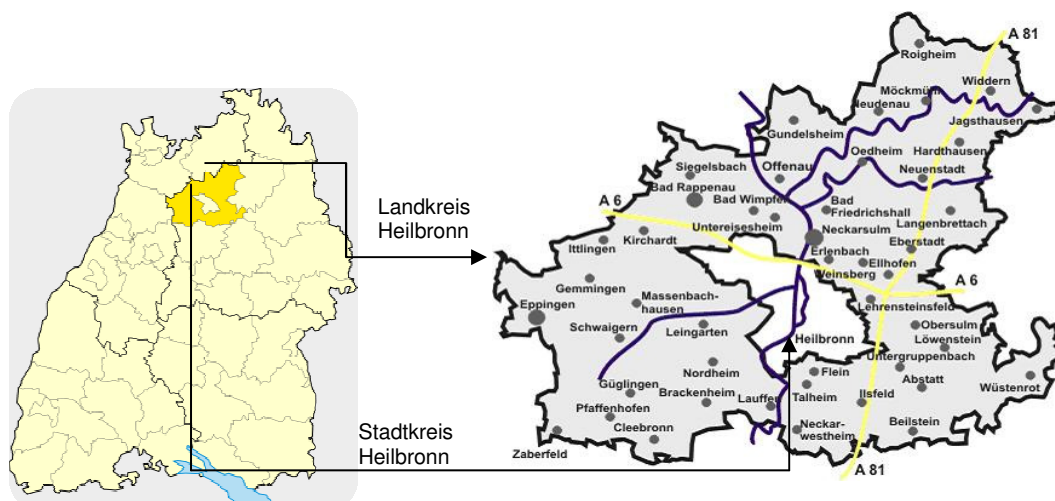 Landkreis
Heilbronn
Stadtkreis
Heilbronn
A 81
Roigheim
Widdern
Möckmühl
Neudenau
Jagsthausen
Gundelsheim
Hardthausen
Oedheim
Siegelsbach
Offenau
Neuenstadt
Bad Rappenau
A 6
Bad Wimpfen
Bad
Friedrichshall
Langenbrettach
Untereisesheim
Neckarsulm
Kirchardt
Ittlingen
Eberstadt
Erlenbach
Ellhofen
Weinsberg
A 6
Gemmingen
Massenbach-
hausen
Eppingen
Lehrensteinsfeld
Schwaigern
Leingarten
Obersulm
Löwenstein
Heilbronn
Untergruppenbach
Nordheim
Flein
Abstatt
Wüstenrot
Güglingen
Brackenheim
Talheim
Ilsfeld
Lauffen
Pfaffenhofen
Cleebronn
Neckar-
westheim
Beilstein
Zaberfeld
A 81